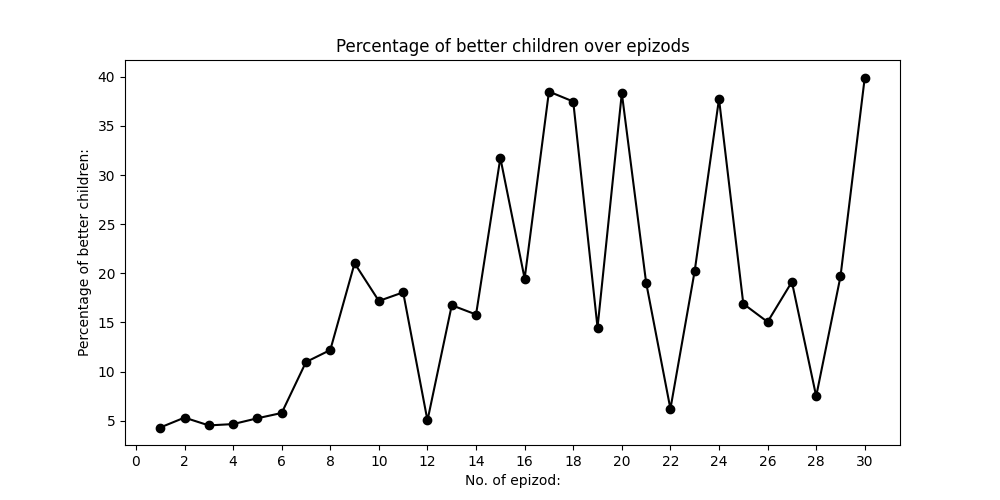 Percentage of better children over epizods
Percentage of better children:
40
35
30
25
20
15
10
5
0 2 4 6 8 10 12 14 16 18 20 22 24 26 28 30
No. of epizod: